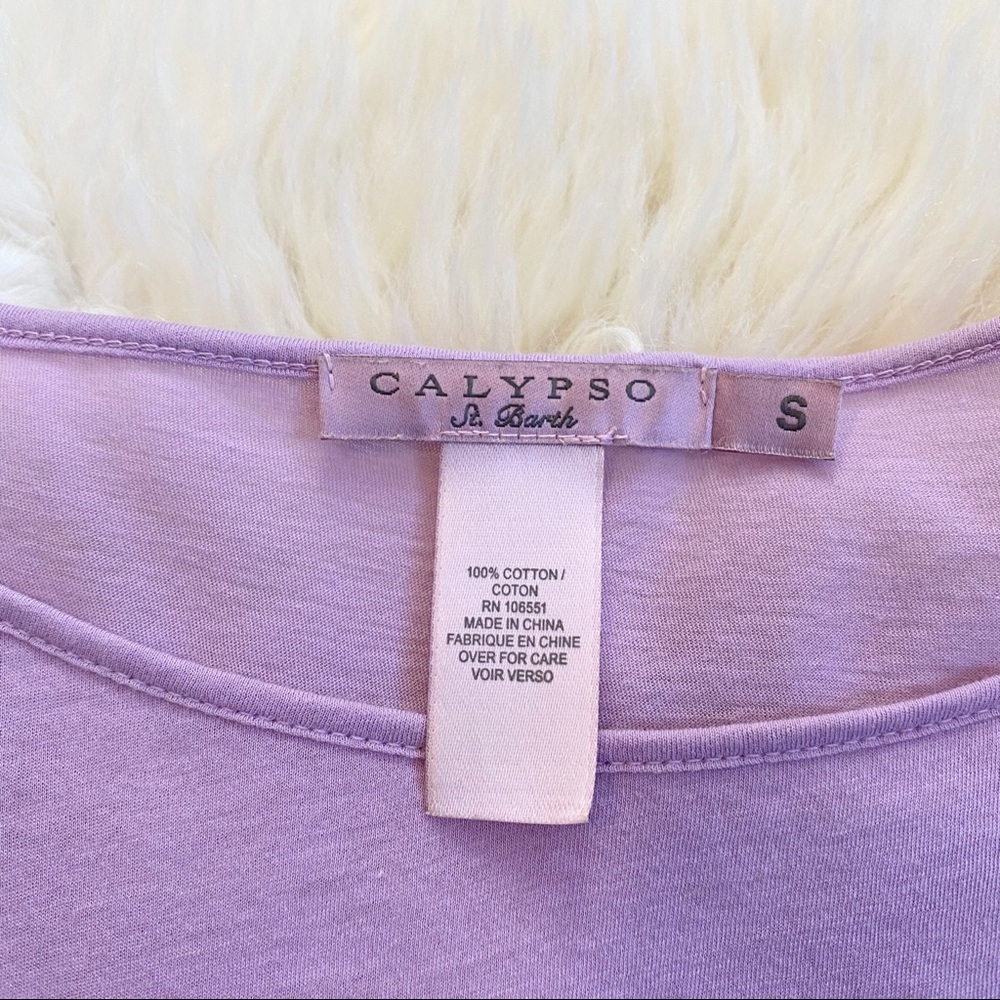 CALYPSO
St. Barth
S
100% COTTON /
COTON
RN 106551
MADE IN CHINA
FABRIQUE EN CHINE
OVER FOR CARE
VOIR VERSO